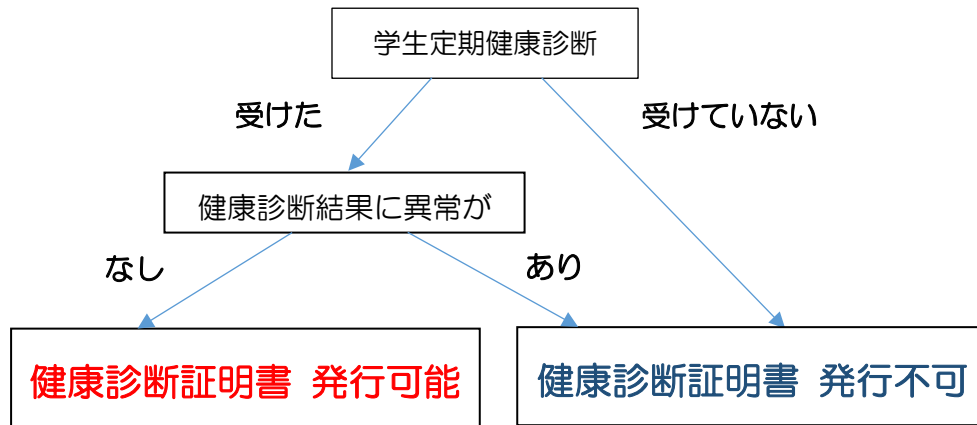 学生定期健康診断
受けた
受けていない
健康診断結果に異常が
なし
あり
健康診断証明書 発行可能
健康診断証明書 発行不可